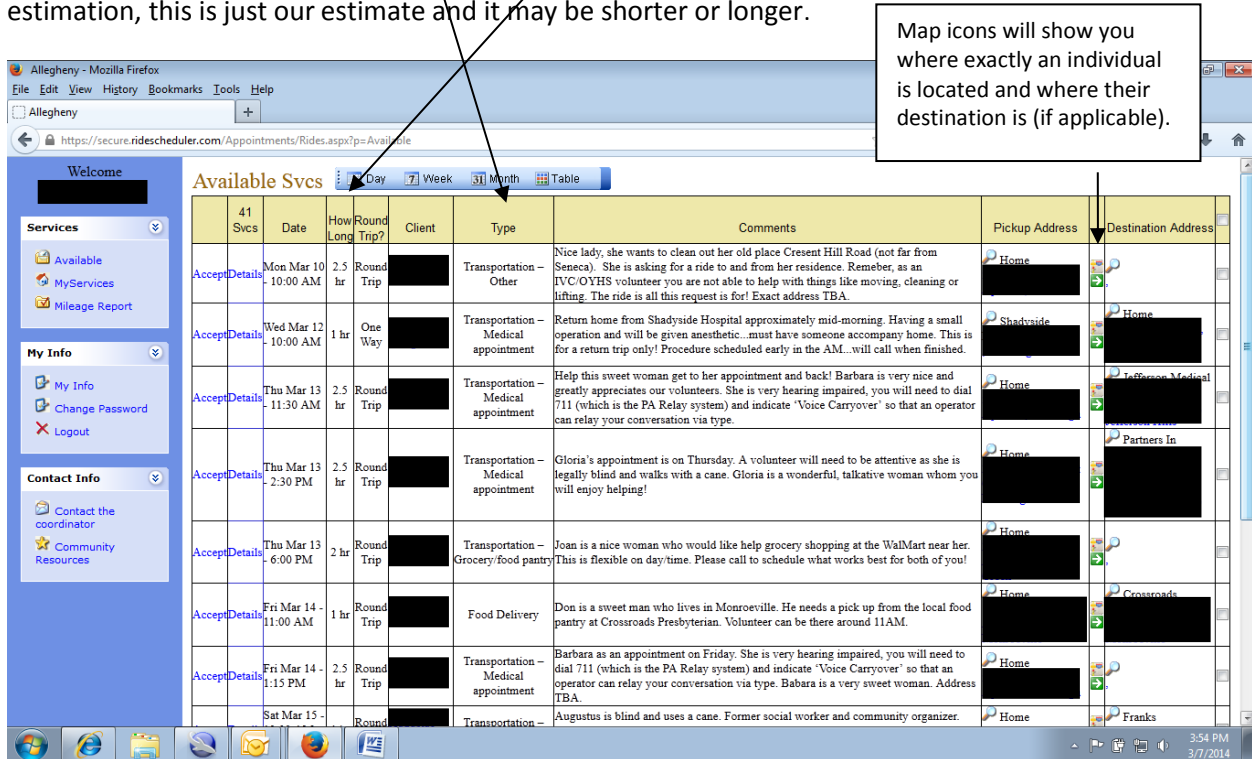 estimation, this is just our estimate and it may be shorter or longer.
Map icons will show you
where exactly an individual
is located and where their
destination is (if applicable).
Allegheny - Mozilla Firefox
File Edit View History Bookmarks Tools Help
Allegheny
https://secure.ridescheduler.com/Appointments/Rides.aspx?p=Available
Welcome
Services
Available
MyServices
Mileage Report
My Info
My Info
Change Password
Logout
Contact Info
Contact the
coordinator
Community
Resources
Available Svcs Day 7 Week 31 Month Table
41
Svcs Date How
Long Round
Trip? Client Type Comments Pickup Address Destination Address
Accept Details Mon Mar 10
- 10:00 AM 2.5
hr Round
Trip Transportation –
Other
Nice lady, she wants to clean out her old place Cresent Hill Road (not far from
Seneca). She is asking for a ride to and from her residence. Remeber, as an
IVC/OYHS volunteer you are not able to help with things like moving, cleaning or
lifting. The ride is all this request is for! Exact address TBA.
Home
Accept Details Wed Mar 12
- 10:00 AM 1 hr One
Way Transportation –
Medical
appointment
Return home from Shadyside Hospital approximately mid-morning. Having a small
operation and will be given anesthetic...must have someone accompany home. This is
for a return trip only! Procedure scheduled early in the AM...will call when finished.
Shadyside
Home
Accept Details Thu Mar 13
- 11:30 AM 2.5
hr Round
Trip Transportation –
Medical
appointment
Help this sweet woman get to her appointment and back! Barbara is very nice and
greatly appreciates our volunteers. She is very hearing impaired, you will need to dial
711 (which is the PA Relay system) and indicate ‘Voice Carryover’ so that an operator
can relay your conversation via type.
Home
Jefferson Medical
Accept Details Thu Mar 13
- 2:30 PM 2.5
hr Round
Trip Transportation –
Medical
appointment
Gloria’s appointment is on Thursday. A volunteer will need to be attentive as she is
legally blind and walks with a cane. Gloria is a wonderful, talkative woman whom you
will enjoy helping!
Home
Partners In
Accept Details Thu Mar 13
- 6:00 PM 2 hr Round
Trip Transportation –
Grocery/food pantry
Joan is a nice woman who would like help grocery shopping at the WalMart near her.
This is flexible on day/time. Please call to schedule what works best for both of you!
Home
Accept Details Fri Mar 14 -
11:00 AM 1 hr Round
Trip Food Delivery
Don is a sweet man who lives in Monroeville. He needs a pick up from the local food
pantry at Crossroads Presbyterian. Volunteer can be there around 11AM.
Home
Crossroads
Accept Details Fri Mar 14 -
1:15 PM 2.5
hr Round
Trip Transportation –
Medical
appointment
Barbara as an appointment on Friday. She is very hearing impaired, you will need to
dial 711 (which is the PA Relay system) and indicate ‘Voice Carryover’ so that an
operator can relay your conversation via type. Babara is a very sweet woman. Address
TBA.
Home
Sat Mar 15 -
Round
Transportation –
Augustus is blind and uses a cane. Former social worker and community organizer.
Home
Franks
3:54 PM
3/7/2014